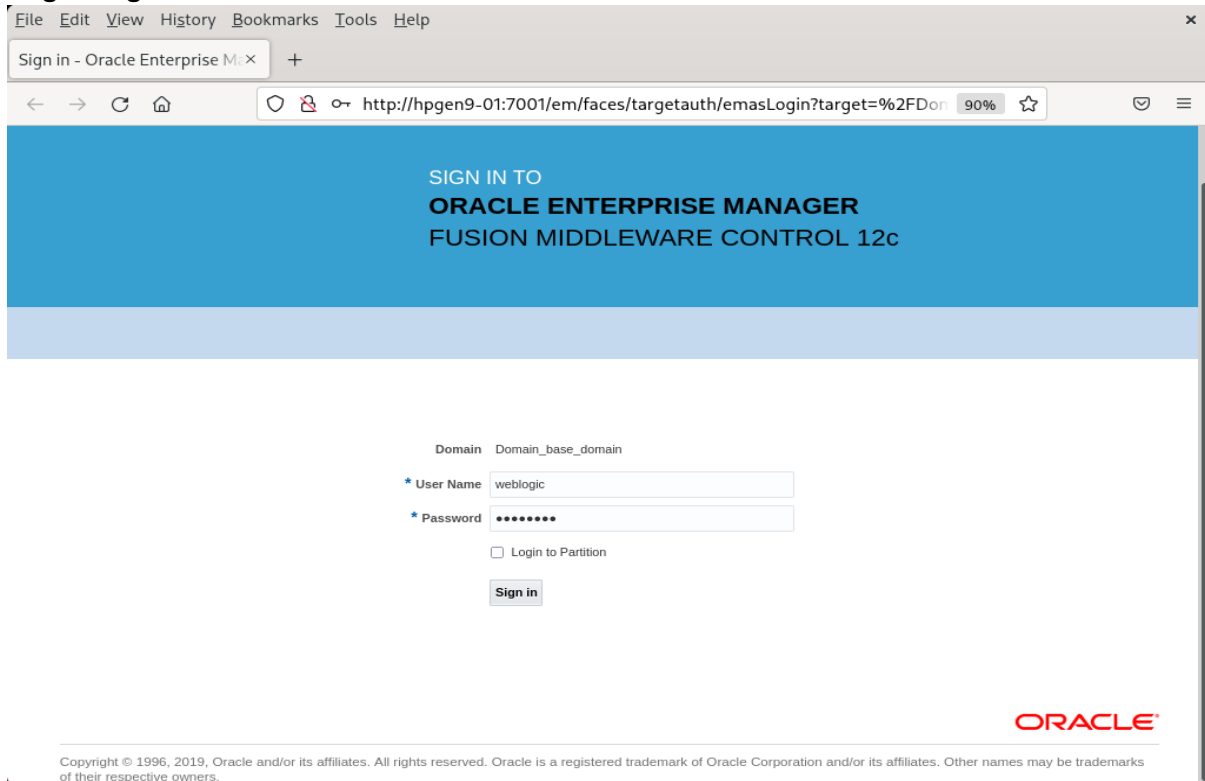 File Edit View History Bookmarks Tools Help ×
Sign in - Oracle Enterprise Ma × +
http://hpgen9-01:7001/em/faces/targetauth/emasLogin?target=%2FDon 90%
SIGN IN TO
ORACLE ENTERPRISE MANAGER
FUSION MIDDLEWARE CONTROL 12c
Domain Domain_base_domain
* User Name weblogic
* Password ••••••••
Login to Partition
Sign in
ORACLE
Copyright © 1996, 2019, Oracle and/or its affiliates. All rights reserved. Oracle is a registered trademark of Oracle Corporation and/or its affiliates. Other names may be trademarks
of their respective owners.